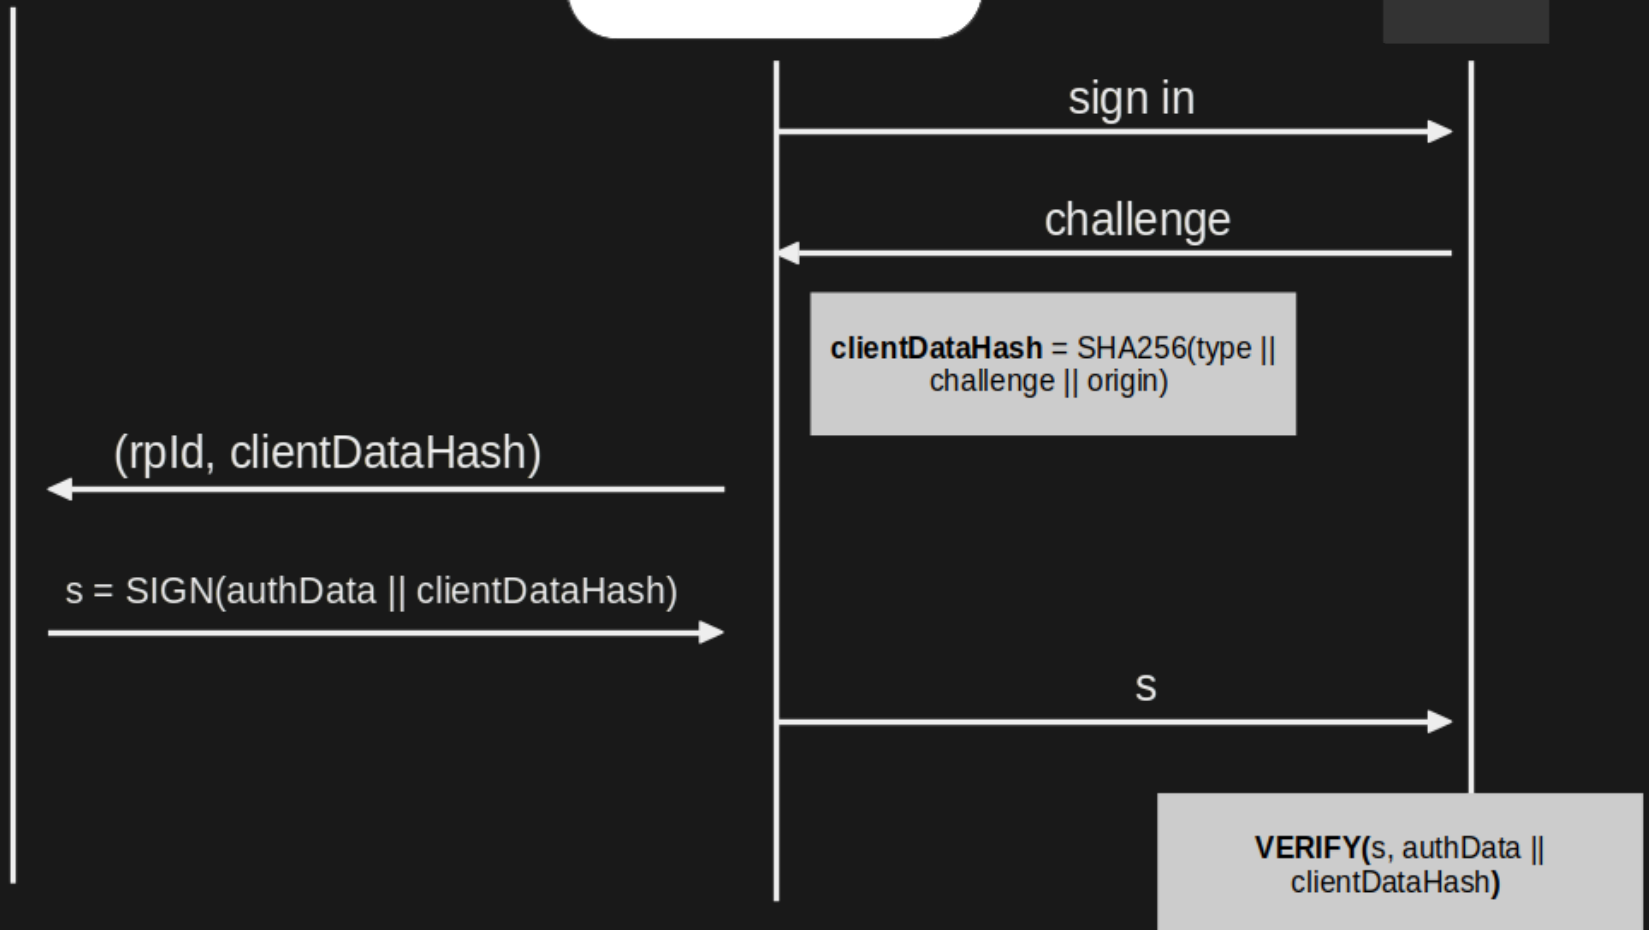 sign in
challenge
clientDataHash = SHA256(type ||
challenge || origin)
(rpId, clientDataHash)
s = SIGN(authData || clientDataHash)
s
VERIFY(s, authData ||
clientDataHash)